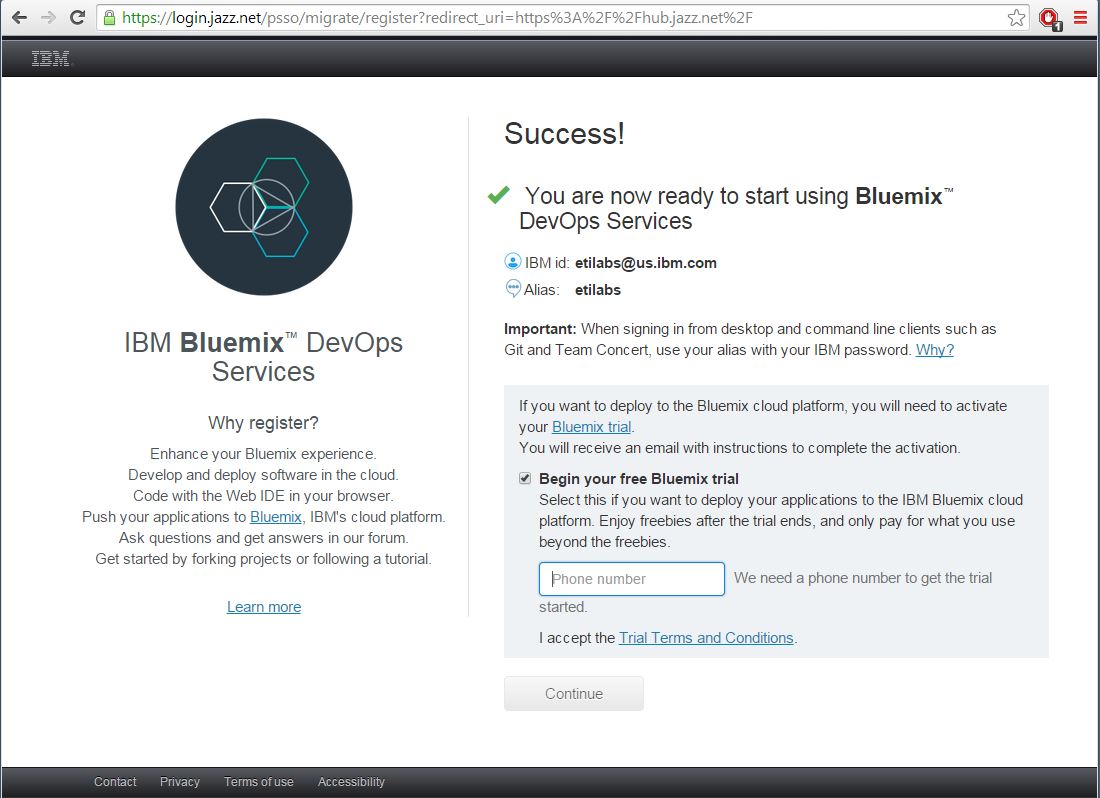 https://login.jazz.net/psso/migrate/register?redirect_uri=https%3A%2F%2Fhub.jazz.net%2F
1
IBM
IBM Bluemix™ DevOps
Services
Why register?
Enhance your Bluemix experience.
Develop and deploy software in the cloud.
Code with the Web IDE in your browser.
Push your applications to Bluemix, IBM's cloud platform.
Ask questions and get answers in our forum.
Get started by forking projects or following a tutorial.
Learn more
Success!
You are now ready to start using Bluemix™
DevOps Services
IBM id: etilabs@us.ibm.com
Alias: etilabs
Important: When signing in from desktop and command line clients such as
Git and Team Concert, use your alias with your IBM password. Why?
If you want to deploy to the Bluemix cloud platform, you will need to activate
your Bluemix trial.
You will receive an email with instructions to complete the activation.
Begin your free Bluemix trial
Select this if you want to deploy your applications to the IBM Bluemix cloud
platform. Enjoy freebies after the trial ends, and only pay for what you use
beyond the freebies.
Phone number We need a phone number to get the trial
started.
I accept the Trial Terms and Conditions.
Continue
Contact Privacy Terms of use Accessibility